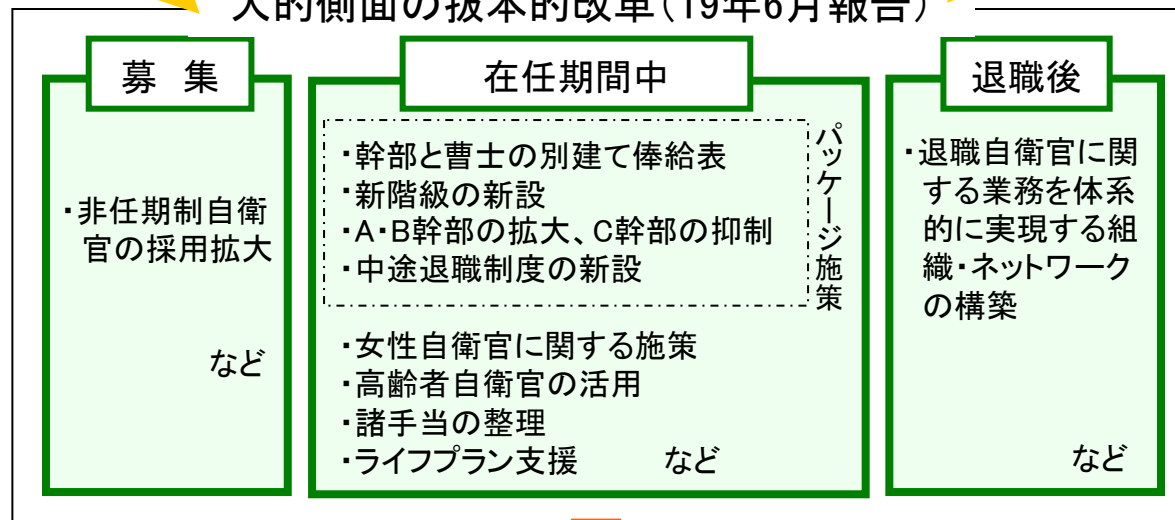 人的側面の抜本的改革（19年6月報告）
募 集
・非任期制自衛
官の採用拡大
など
在任期間中
・幹部と曹士の別建て俸給表
・新階級の新設
・A・B幹部の拡大、C幹部の抑制
・中途退職制度の新設
パッケージ施策
・女性自衛官に関する施策
・高齢者自衛官の活用
・諸手当の整理
・ライフプラン支援 など
退職後
・退職自衛官に関
する業務を体系
的に実現する組
織・ネットワーク
の構築
など